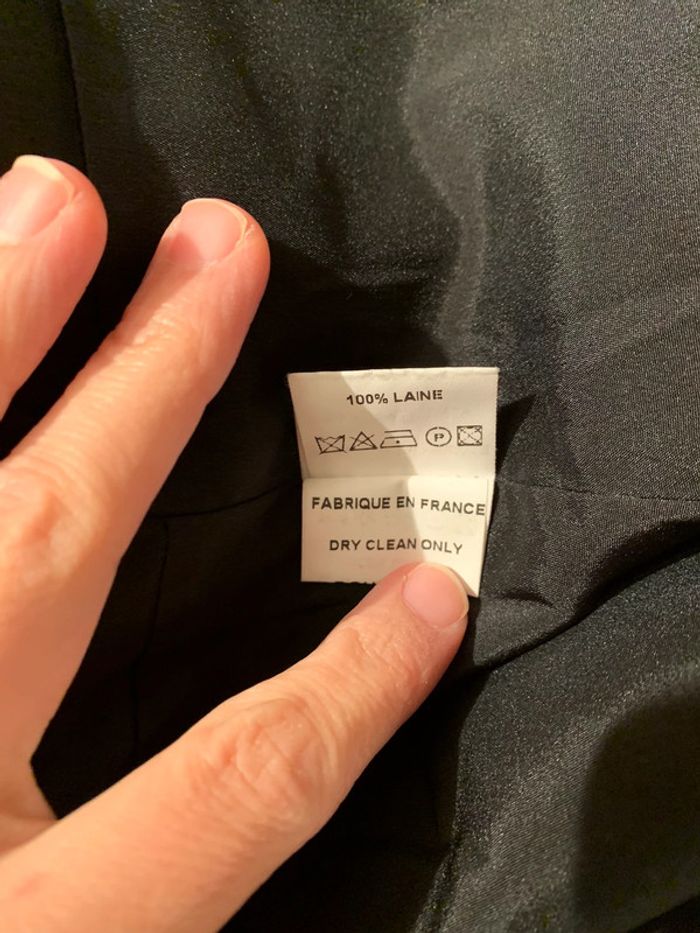 100% LAINE
P
FABRIQUE EN FRANCE
DRY CLEAN ONLY